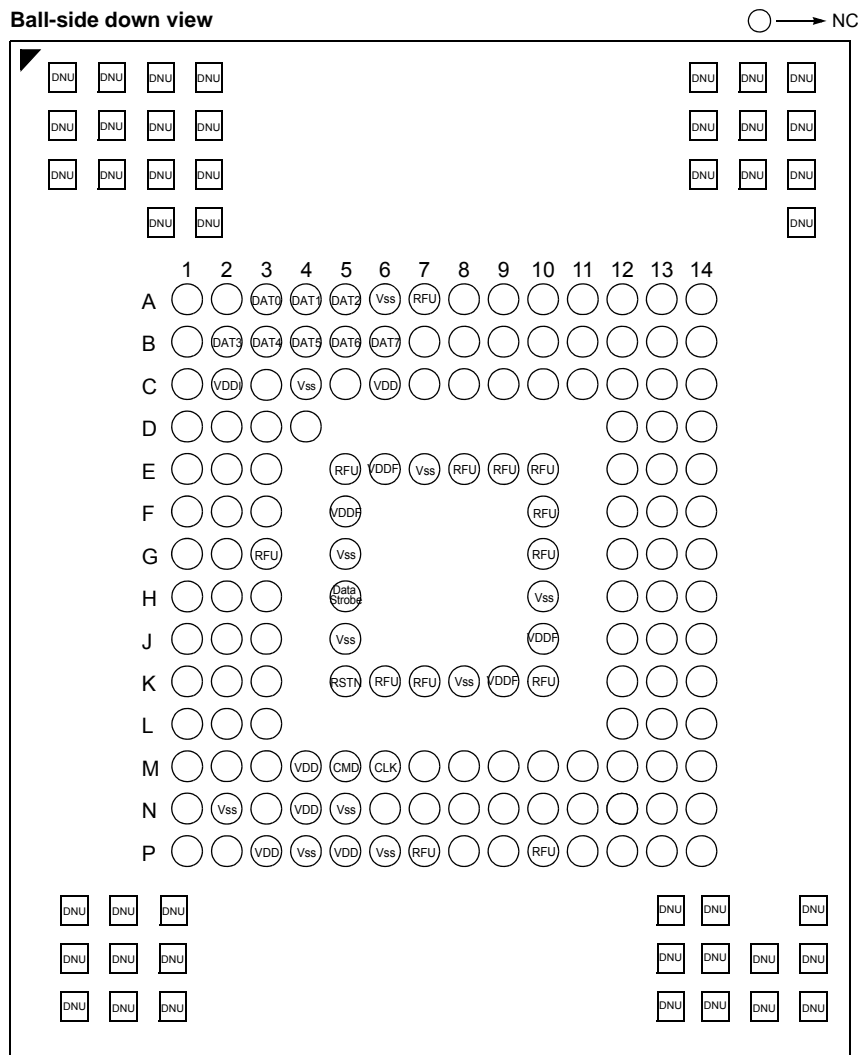 Ball-side down view
NC
DNU DNU DNU DNU DNU DNU DNU
DNU DNU DNU DNU DNU DNU DNU
DNU DNU DNU DNU DNU DNU DNU
DNU DNU DNU
1 2 3 4 5 6 7 8 9 10 11 12 13 14
A DAT0 DAT1 DAT2 Vss RFU
B DAT3 DAT4 DAT5 DAT6 DAT7
C VDDI Vss VDD
D
E RFU VDDF Vss RFU RFU RFU
F VDDF RFU
G RFU Vss RFU
H Data Strobe Vss
J Vss VDDF
K RSTN RFU RFU Vss VDDF RFU
L
M VDD CMD CLK
N Vss VDD Vss
P VDD Vss VDD Vss RFU RFU
DNU DNU DNU DNU DNU DNU
DNU DNU DNU DNU DNU DNU DNU
DNU DNU DNU DNU DNU DNU DNU